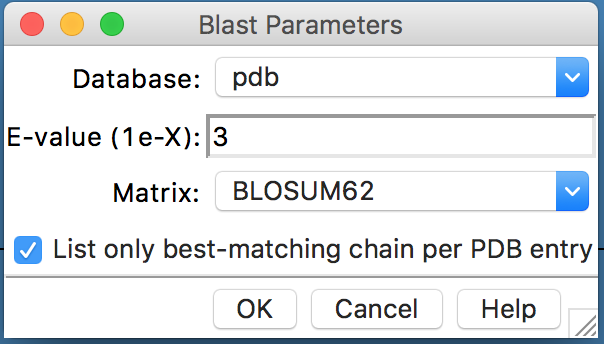 Blast Parameters
Database: pdb
E-value (1e-X): 3
Matrix: BLOSUM62
List only best-matching chain per PDB entry
OK Cancel Help